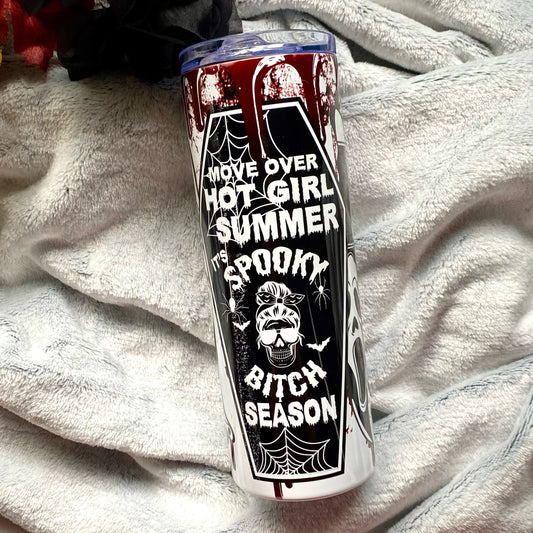 MOVE OVER
HOT GIRL
SUMMER
IT'S
SPOOKY
BITCH
SEASON